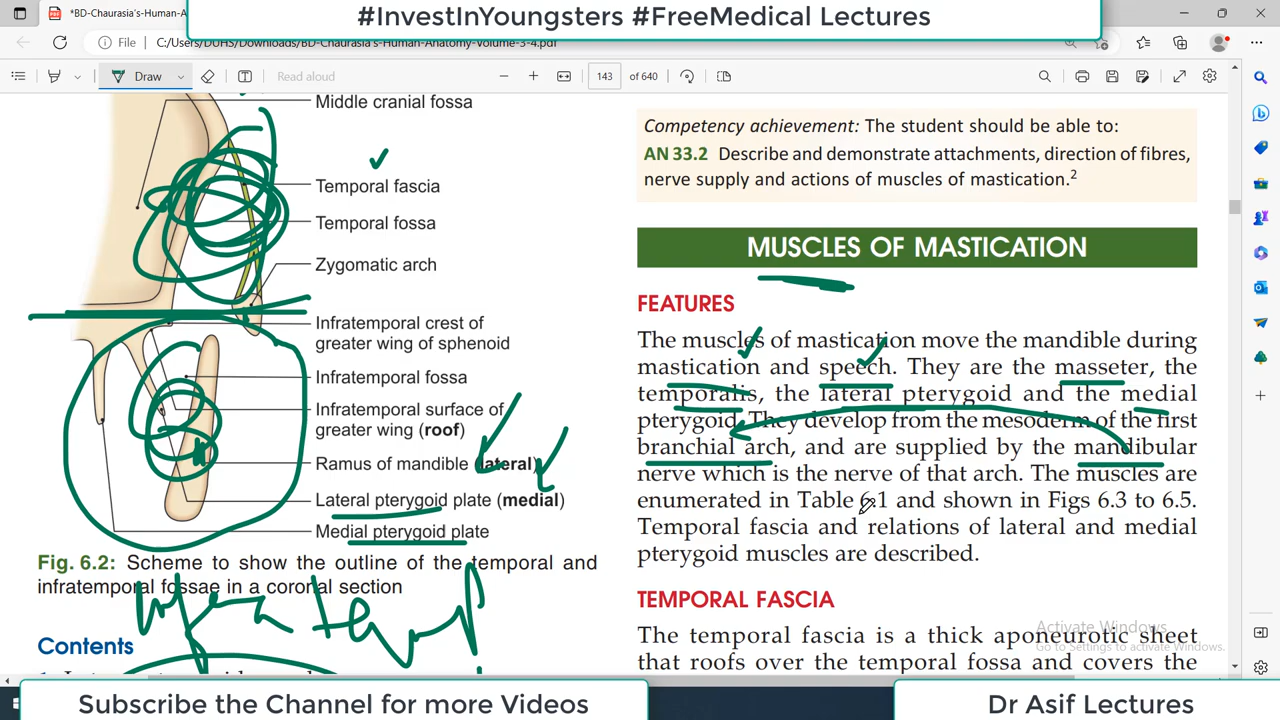 #InvestInYoungsters #FreeMedical Lectures
*BD-Chaurasia's-Human-A
File
C:/Users/DUHS/Downloads/BD-Chaurasia's-Human-Anatomy-Volume-3-4.pdf
Draw
Read aloud
143
of 640
Middle cranial fossa
Temporal fascia
Temporal fossa
Zygomatic arch
Infratemporal crest of
greater wing of sphenoid
Infratemporal fossa
Infratemporal surface of
greater wing (roof)
Ramus of mandible (lateral)
Lateral pterygoid plate (medial)
Medial pterygoid plate
Fig. 6.2: Scheme to show the outline of the temporal and
infratemporal fossae in a coronal section
Contents
Competency achievement: The student should be able to:
AN 33.2 Describe and demonstrate attachments, direction of fibres,
nerve supply and actions of muscles of mastication.2
MUSCLES OF MASTICATION
FEATURES
The muscles of mastication move the mandible during
mastication and speech. They are the masseter, the
temporalis, the lateral pterygoid and the medial
pterygoid. They develop from the mesoderm of the first
branchial arch, and are supplied by the mandibular
nerve which is the nerve of that arch. The muscles are
enumerated in Table 6.1 and shown in Figs 6.3 to 6.5.
Temporal fascia and relations of lateral and medial
pterygoid muscles are described.
TEMPORAL FASCIA
The temporal fascia is a thick aponeurotic sheet
that roofs over the temporal fossa and covers the
Activate Windows
Go to Settings to activate Windows.
Subscribe the Channel for more Videos
Dr Asif Lectures